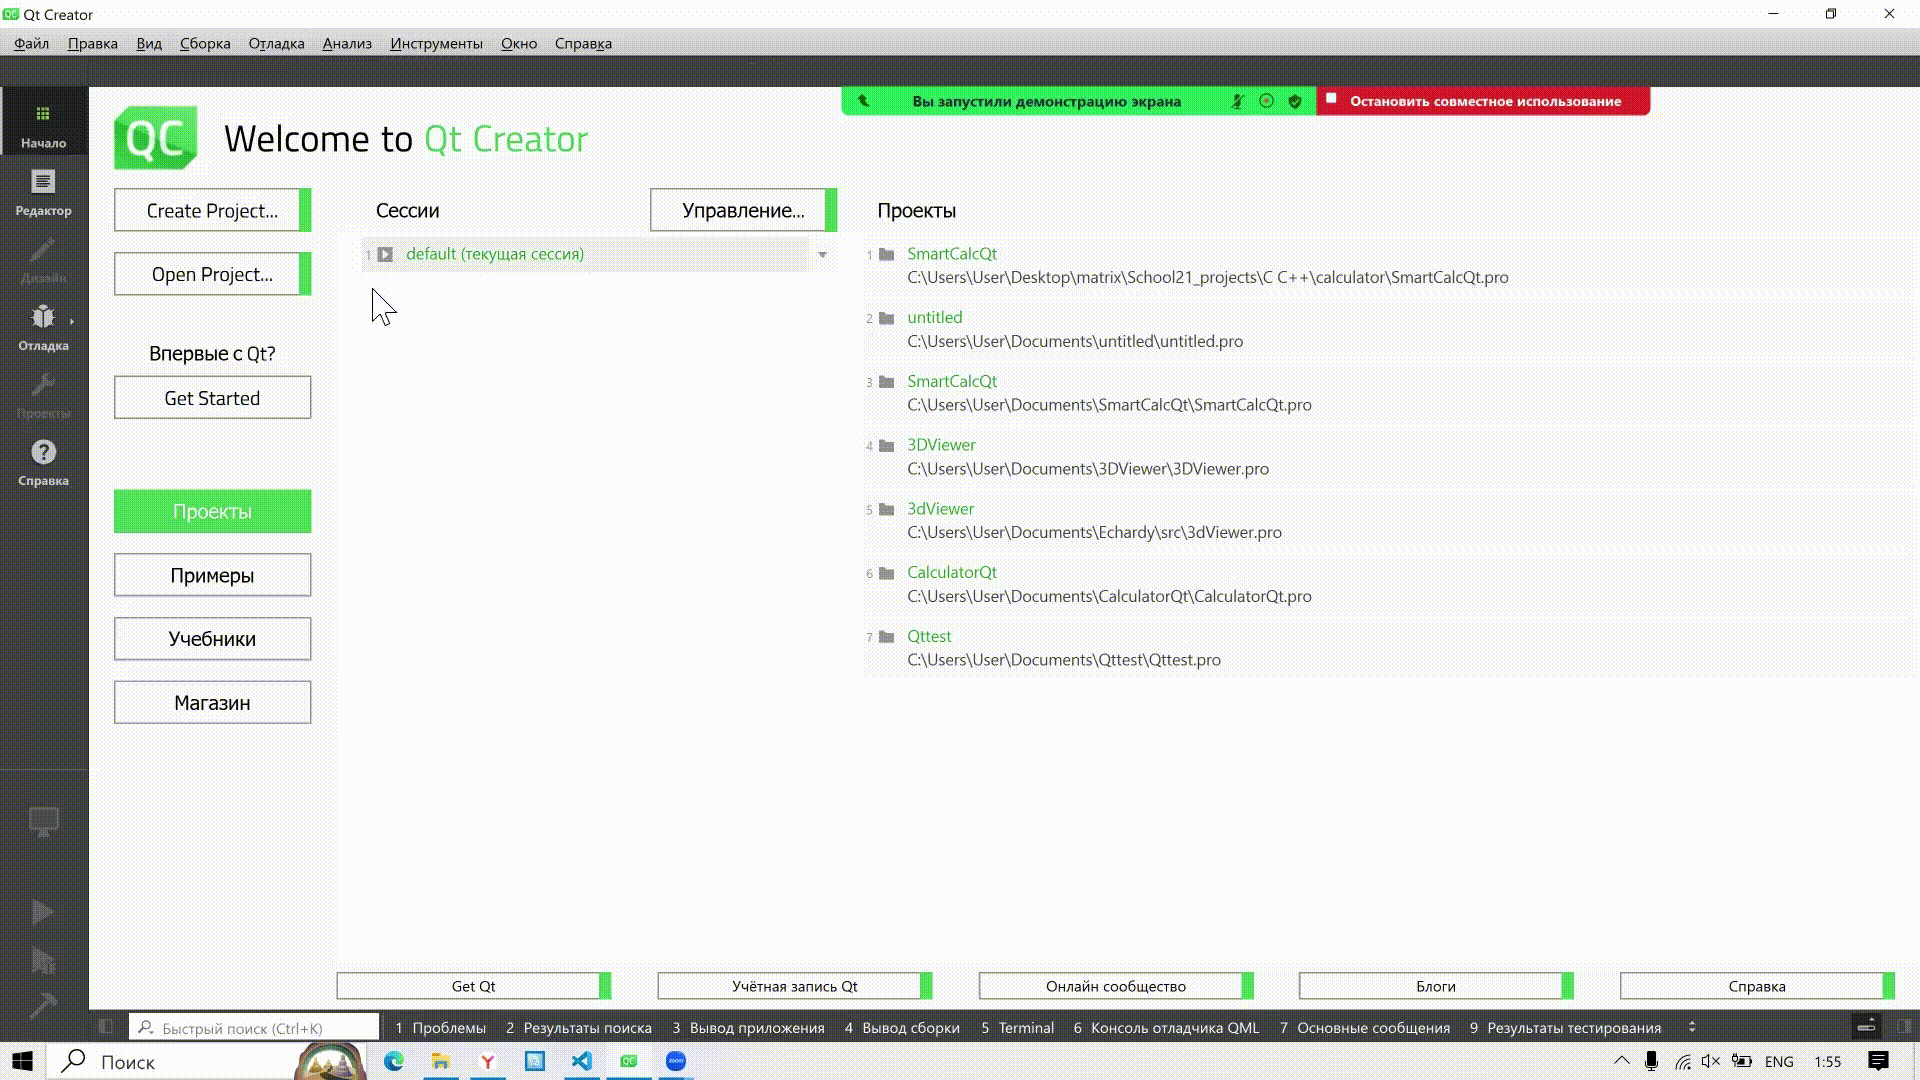 Qt Creator
Файл Правка Вид Сборка Отладка Анализ Инструменты Окно Справка
Вы запустили демонстрацию экрана Остановить совместное использование
QC Welcome to Qt Creator
Начало
Редактор
Дизайн
Отладка
Проекты
Справка
Create Project...
Open Project...
Впервые с Qt?
Get Started
Проекты
Примеры
Учебники
Магазин
Сессии Управление...
1 default (текущая сессия)
Проекты
1 SmartCalcQt
C:\Users\User\Desktop\matrix\School21_projects\C C++\calculator\SmartCalcQt.pro
2 untitled
C:\Users\User\Documents\untitled\untitled.pro
3 SmartCalcQt
C:\Users\User\Documents\SmartCalcQt\SmartCalcQt.pro
4 3DViewer
C:\Users\User\Documents\3DViewer\3DViewer.pro
5 3dViewer
C:\Users\User\Documents\Echardy\src\3dViewer.pro
6 CalculatorQt
C:\Users\User\Documents\CalculatorQt\CalculatorQt.pro
7 Qttest
C:\Users\User\Documents\Qttest\Qttest.pro
Get Qt Учётная запись Qt Онлайн сообщество Блоги Справка
Быстрый поиск (Ctrl+K) 1 Проблемы 2 Результаты поиска 3 Вывод приложения 4 Вывод сборки 5 Terminal 6 Консоль отладчика QML 7 Основные сообщения 9 Результаты тестирования
Поиск QC zoom ENG 1:55